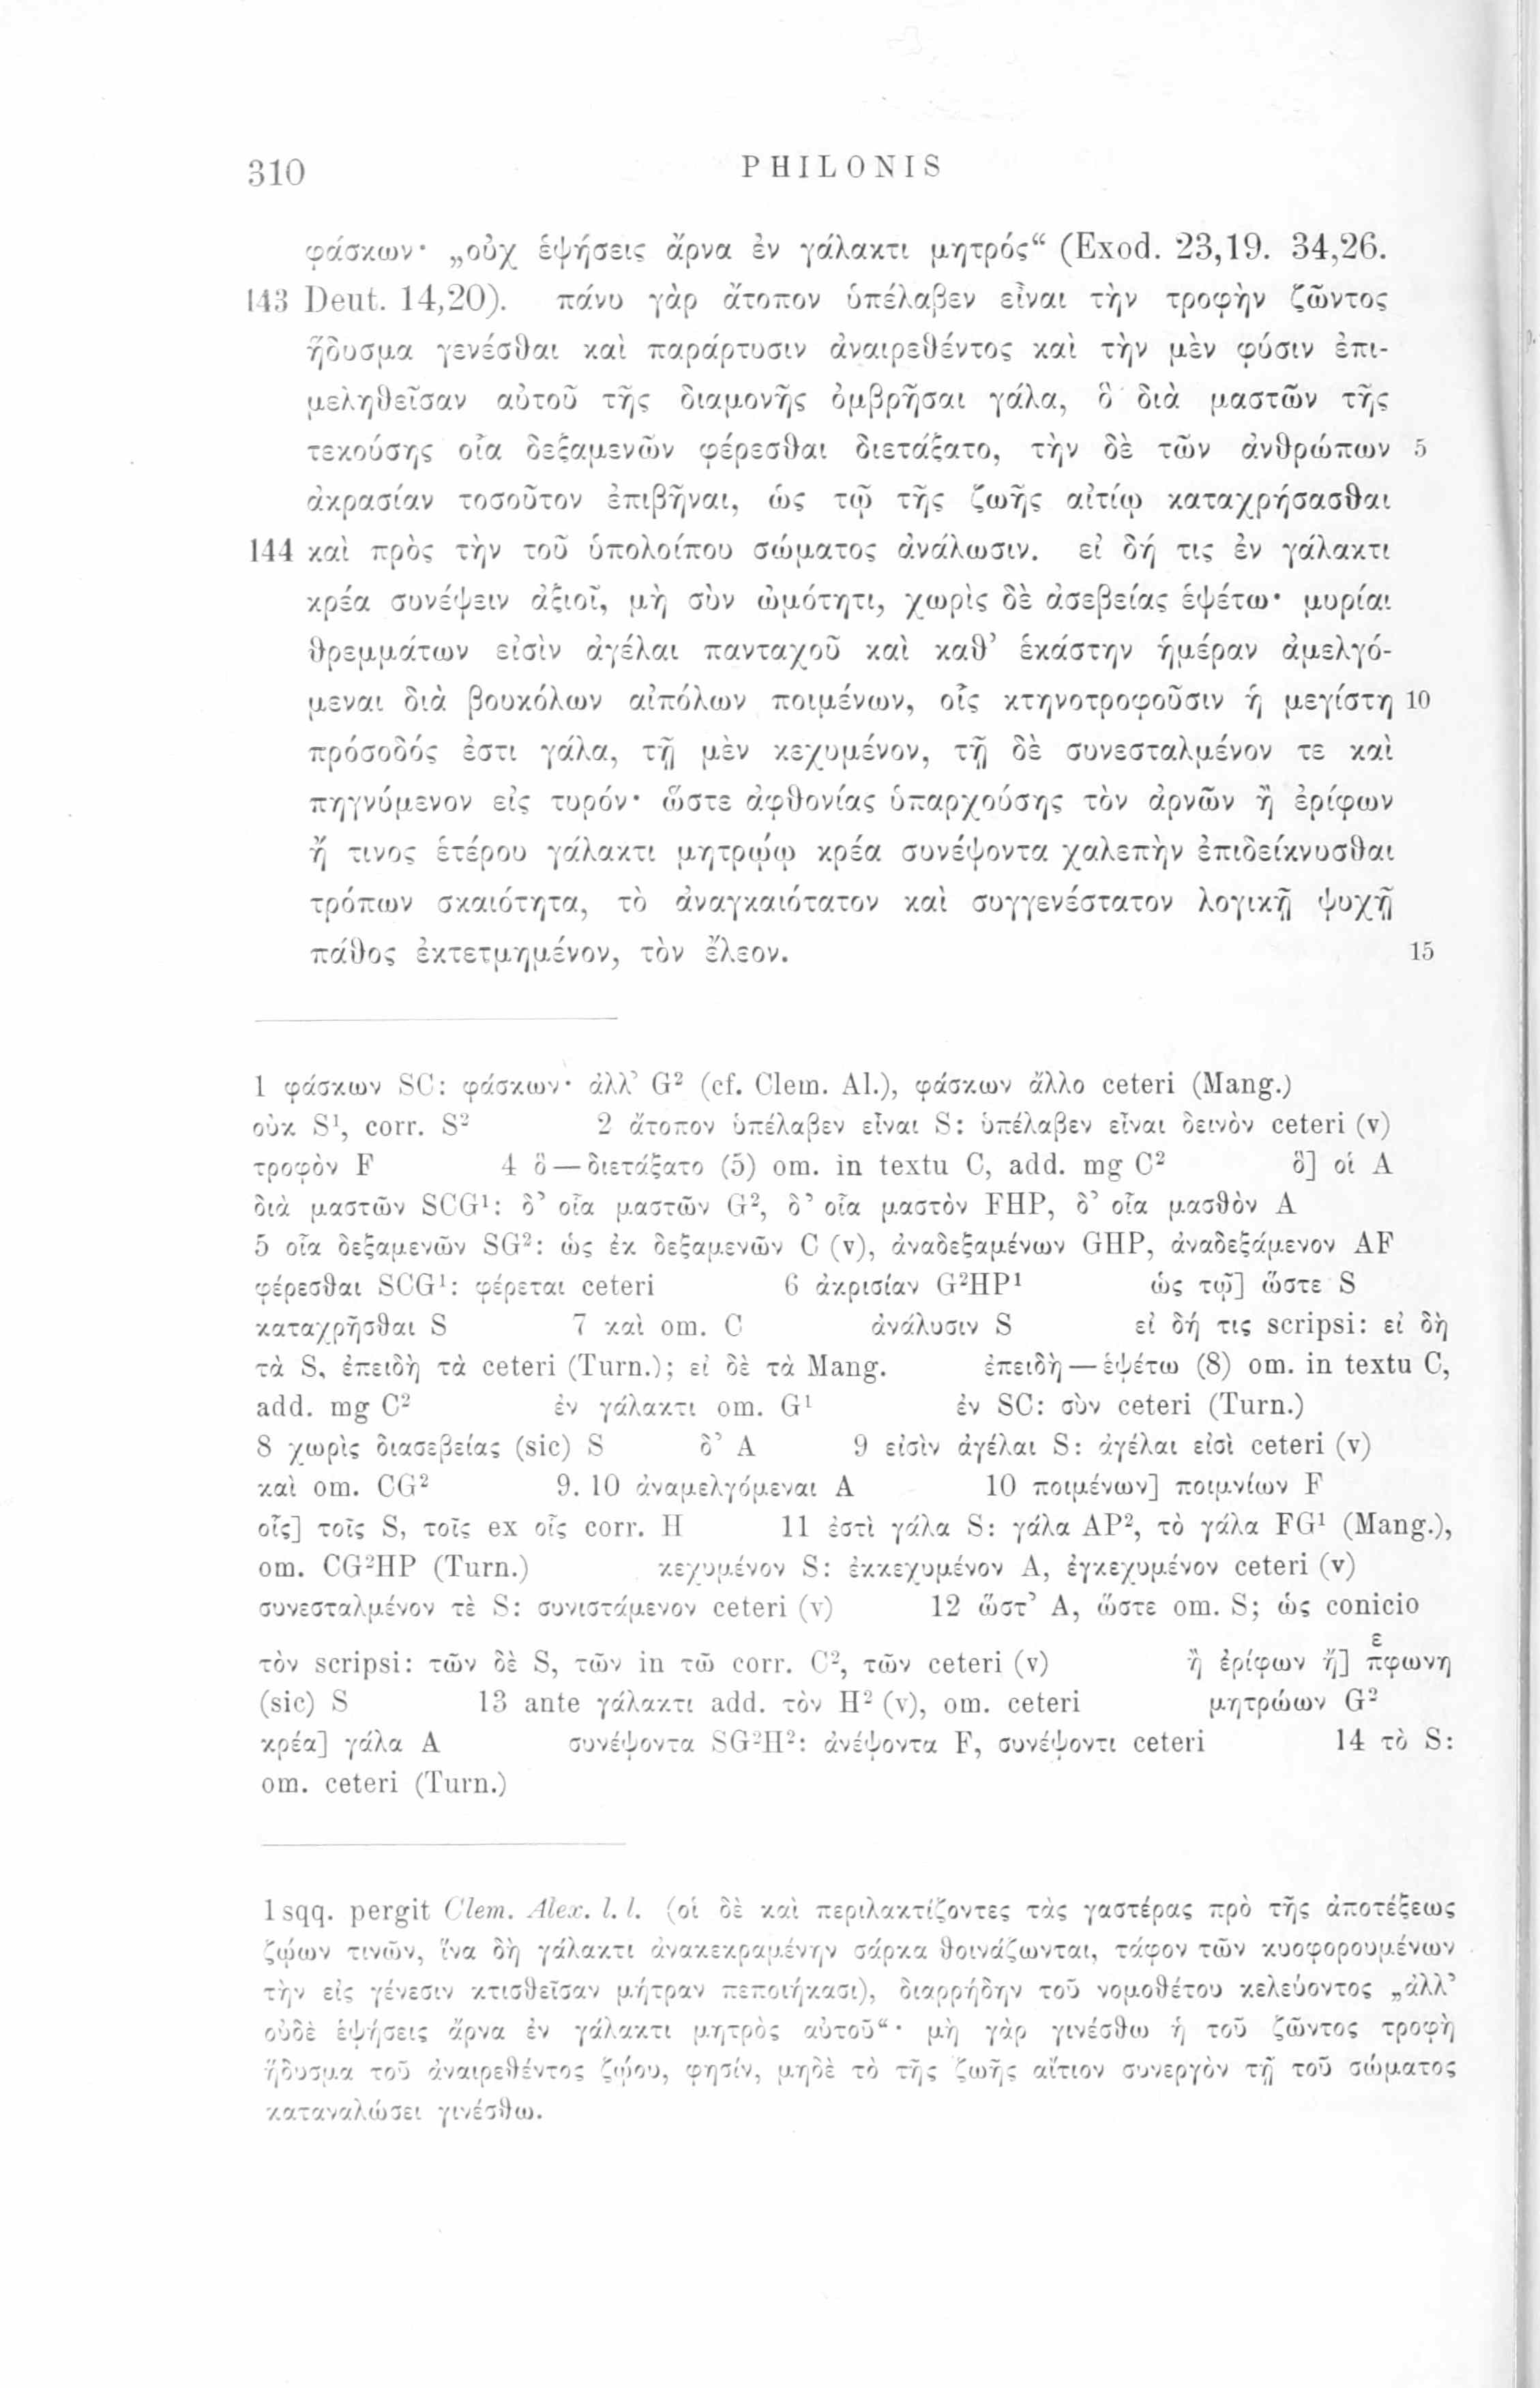 310 PHILONIS
φάσκων· „οὐχ ἑψήσεις ἄρνα ἐν γάλακτι μητρός“ (Exod. 23,19. 34,26.
143 Deut. 14,20). πάνυ γὰρ ἄτοπον ὑπέλαβεν εἶναι τὴν τροφὴν ζῶντος
ἥδυσμα γενέσθαι καὶ παράρτυσιν ἀναιρεθέντος καὶ τὴν μὲν φύσιν ἐπι-
μεληθεῖσαν αὐτοῦ τῆς διαμονῆς ὀμβρῆσαι γάλα, ὃ διὰ μαστῶν τῆς
τεκούσης οἷα δεξαμενῶν φέρεσθαι διετάξατο, τὴν δὲ τῶν ἀνθρώπων 5
ἀκρασίαν τοσοῦτον ἐπιβῆναι, ὡς τῷ τῆς ζωῆς αἰτίῳ καταχρήσασθαι
144 καὶ πρὸς τὴν τοῦ ὑπολοίπου σώματος ἀνάλωσιν. εἰ δή τις ἐν γάλακτι
κρέα συνέψειν ἀξιοῖ, μὴ σὺν ὠμότητι, χωρὶς δὲ ἀσεβείας ἑψέτω· μυρίαι
θρεμμάτων εἰσὶν ἀγέλαι πανταχοῦ καὶ καθ’ ἑκάστην ἡμέραν ἀμελγό-
μεναι διὰ βουκόλων αἰπόλων ποιμένων, οἷς κτηνοτροφοῦσιν ἡ μεγίστη 10
πρόσοδός ἐστι γάλα, τῇ μὲν κεχυμένον, τῇ δὲ συνεσταλμένον τε καὶ
πηγνύμενον εἰς τυρόν· ὥστε ἀφθονίας ὑπαρχούσης τὸν ἀρνῶν ἢ ἐρίφων
ἤ τινος ἑτέρου γάλακτι μητρῴῳ κρέα συνέψοντα χαλεπὴν ἐπιδείκνυσθαι
τρόπων σκαιότητα, τὸ ἀναγκαιότατον καὶ συγγενέστατον λογικῇ ψυχῇ
πάθος ἐκτετμημένον, τὸν ἔλεον. 15
1 φάσκων SC: φάσκων· ἀλλ’ G² (cf. Clem. Al.), φάσκων ἄλλο ceteri (Mang.)
οὐκ S¹, corr. S² 2 ἄτοπον ὑπέλαβεν εἶναι S: ὑπέλαβεν εἶναι δεινὸν ceteri (v)
τροφὸν F 4 ὃ — διετάξατο (5) om. in textu C, add. mg C² ὃ] οἱ A
διὰ μαστῶν SCG¹: δ’ οἷα μαστῶν G², δ’ οἷα μαστὸν FHP, δ’ οἷα μασθὸν A
5 οἷα δεξαμενῶν SG²: ὡς ἐκ δεξαμενῶν C (v), ἀναδεξαμένων GHP, ἀναδεξάμενον AF
φέρεσθαι SCG¹: φέρεται ceteri 6 ἀκρισίαν G²HP¹ ὡς τῷ] ὥστε S
καταχρῆσθαι S 7 καὶ om. C ἀνάλυσιν S εἰ δή τις scripsi: εἰ δὴ
τὰ S, ἐπειδὴ τὰ ceteri (Turn.); εἰ δὲ τὰ Mang. ἐπειδὴ — ἑψέτω (8) om. in textu C,
add. mg C² ἐν γάλακτι om. G¹ ἐν SC: σὺν ceteri (Turn.)
8 χωρὶς διασεβείας (sic) S δ’ A 9 εἰσὶν ἀγέλαι S: ἀγέλαι εἰσὶ ceteri (v)
καὶ om. CG² 9. 10 ἀναμελγόμεναι A 10 ποιμένων] ποιμνίων F
οἷς] τοῖς S, τοῖς ex οἷς corr. H 11 ἐστὶ γάλα S: γάλα AP², τὸ γάλα FG¹ (Mang.),
om. CG²HP (Turn.) κεχυμένον S: ἐκκεχυμένον A, ἐγκεχυμένον ceteri (v)
συνεσταλμένον τὲ S: συνιστάμενον ceteri (v) 12 ὥστ’ A, ὥστε om. S; ὡς conicio
τὸν scripsi: τῶν δὲ S, τῶν in τῶ corr. C², τῶν ceteri (v) ἢ ἐρίφων ἤ] πφωνη
(sic) S 13 ante γάλακτι add. τὸν H² (v), om. ceteri μητρώων G²
κρέα] γάλα A συνέψοντα SG²H²: ἀνέψοντα F, συνέψοντι ceteri 14 τὸ S:
om. ceteri (Turn.)
1 sqq. pergit Clem. Alex. l. l. (οἱ δὲ καὶ περιλακτίζοντες τὰς γαστέρας πρὸ τῆς ἀποτέξεως
ζῴων τινῶν, ἵνα δὴ γάλακτι ἀνακεκραμένην σάρκα θοινάζωνται, τάφον τῶν κυοφορουμένων
τὴν εἰς γένεσιν κτισθεῖσαν μήτραν πεποιήκασι), διαρρήδην τοῦ νομοθέτου κελεύοντος „ἀλλ’
οὐδὲ ἑψήσεις ἄρνα ἐν γάλακτι μητρὸς αὐτοῦ“· μὴ γὰρ γινέσθω ἡ τοῦ ζῶντος τροφὴ
ἥδυσμα τοῦ ἀναιρεθέντος ζῴου, φησίν, μηδὲ τὸ τῆς ζωῆς αἴτιον συνεργὸν τῇ τοῦ σώματος
καταναλώσει γινέσθω.